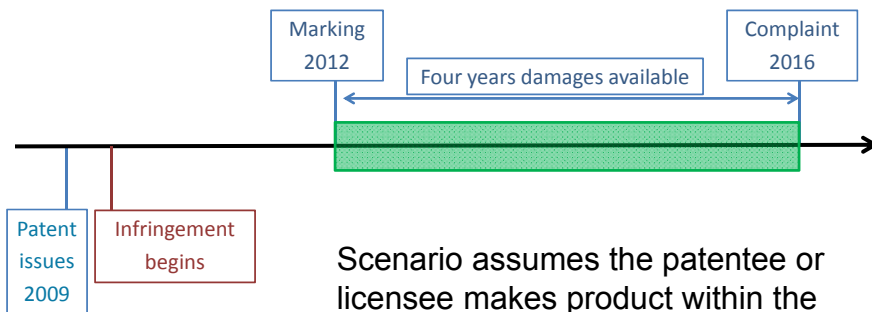 Marking
2012
Complaint
2016
Four years damages available
Patent
issues
2009
Infringement
begins
Scenario assumes the patentee or
licensee makes product within the